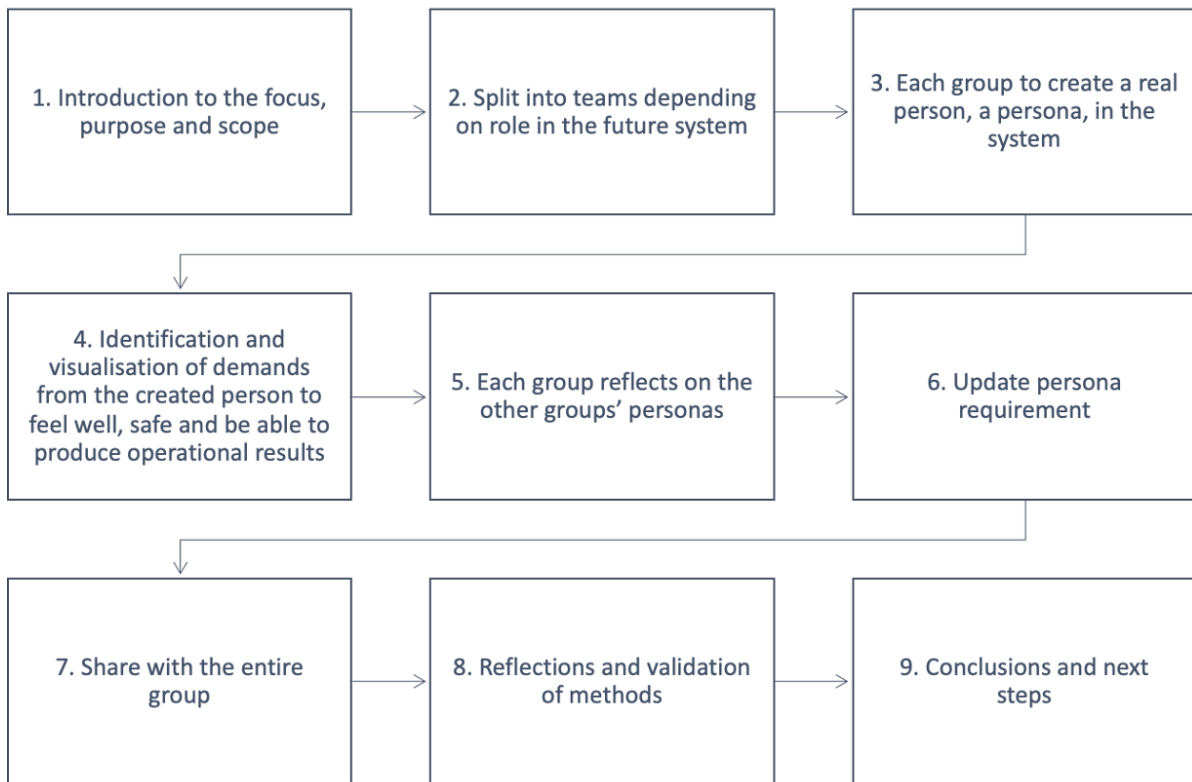 1. Introduction to the focus,
purpose and scope
2. Split into teams depending
on role in the future system
3. Each group to create a real
person, a persona, in the
system
4. Identification and
visualisation of demands
from the created person to
feel well, safe and be able to
produce operational results
5. Each group reflects on the
other groups’ personas
6. Update persona
requirement
7. Share with the entire
group
8. Reflections and validation
of methods
9. Conclusions and next
steps